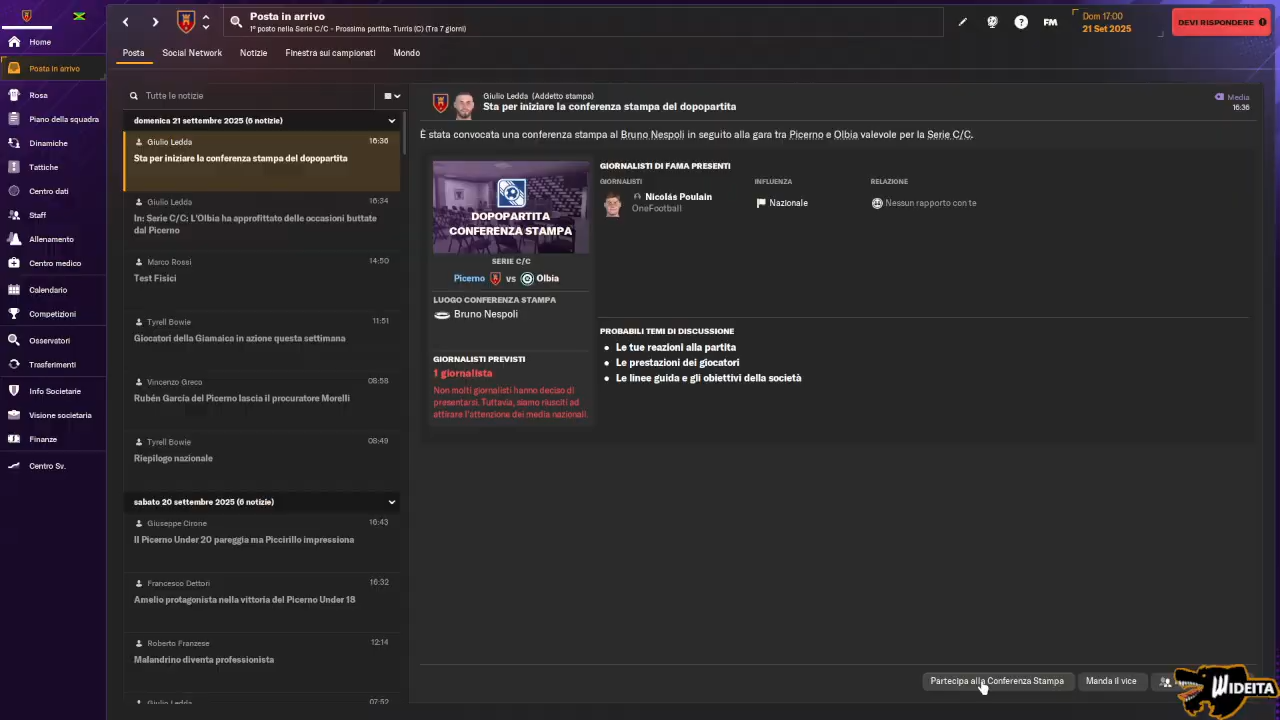 Posta in arrivo
1° posto nella Serie C/C - Prossima partita: Turris (C) (Tra 7 giorni)
FM
Dom 17:00
21 Set 2025
DEVI RISPONDERE
Home
Posta in arrivo
Rosa
Piano della squadra
Dinamiche
Tattiche
Centro dati
Staff
Allenamento
Centro medico
Calendario
Competizioni
Osservatori
Trasferimenti
Info Societarie
Visione societaria
Finanze
Centro Sv.
Posta
Social Network
Notizie
Finestra sui campionati
Mondo
Tutte le notizie
domenica 21 settembre 2025 (6 notizie)
Giulio Ledda 16:36
Sta per iniziare la conferenza stampa del dopopartita
Giulio Ledda 16:34
In: Serie C/C: L'Olbia ha approfittato delle occasioni buttate
dal Picerno
Marco Rossi 14:50
Test Fisici
Tyrell Bowie 11:51
Giocatori della Giamaica in azione questa settimana
Vincenzo Greco 08:58
Rubén García del Picerno lascia il procuratore Morelli
Tyrell Bowie 08:49
Riepilogo nazionale
sabato 20 settembre 2025 (6 notizie)
Giuseppe Cirone 16:43
Il Picerno Under 20 pareggia ma Piccirillo impressiona
Francesco Dettori 16:32
Amelio protagonista nella vittoria del Picerno Under 18
Roberto Franzese 12:14
Malandrino diventa professionista
Giulio Ledda 07:52
Giulio Ledda (Addetto stampa)
Sta per iniziare la conferenza stampa del dopopartita
Media
16:36
È stata convocata una conferenza stampa al Bruno Nespoli in seguito alla gara tra Picerno e Olbia valevole per la Serie C/C.
DOPOPARTITA
CONFERENZA STAMPA
SERIE C/C
Picerno vs Olbia
LUOGO CONFERENZA STAMPA
Bruno Nespoli
GIORNALISTI PREVISTI
1 giornalista
Non molti giornalisti hanno deciso di
presentarsi. Tuttavia, siamo riusciti ad
attirare l'attenzione dei media nazionali.
GIORNALISTI DI FAMA PRESENTI
GIORNALISTI INFLUENZA RELAZIONE
Nicolás Poulain
OneFootball
Nazionale
Nessun rapporto con te
PROBABILI TEMI DI DISCUSSIONE
• Le tue reazioni alla partita
• Le prestazioni dei giocatori
• Le linee guida e gli obiettivi della società
Partecipa alla Conferenza Stampa
Manda il vice
WIDEITA